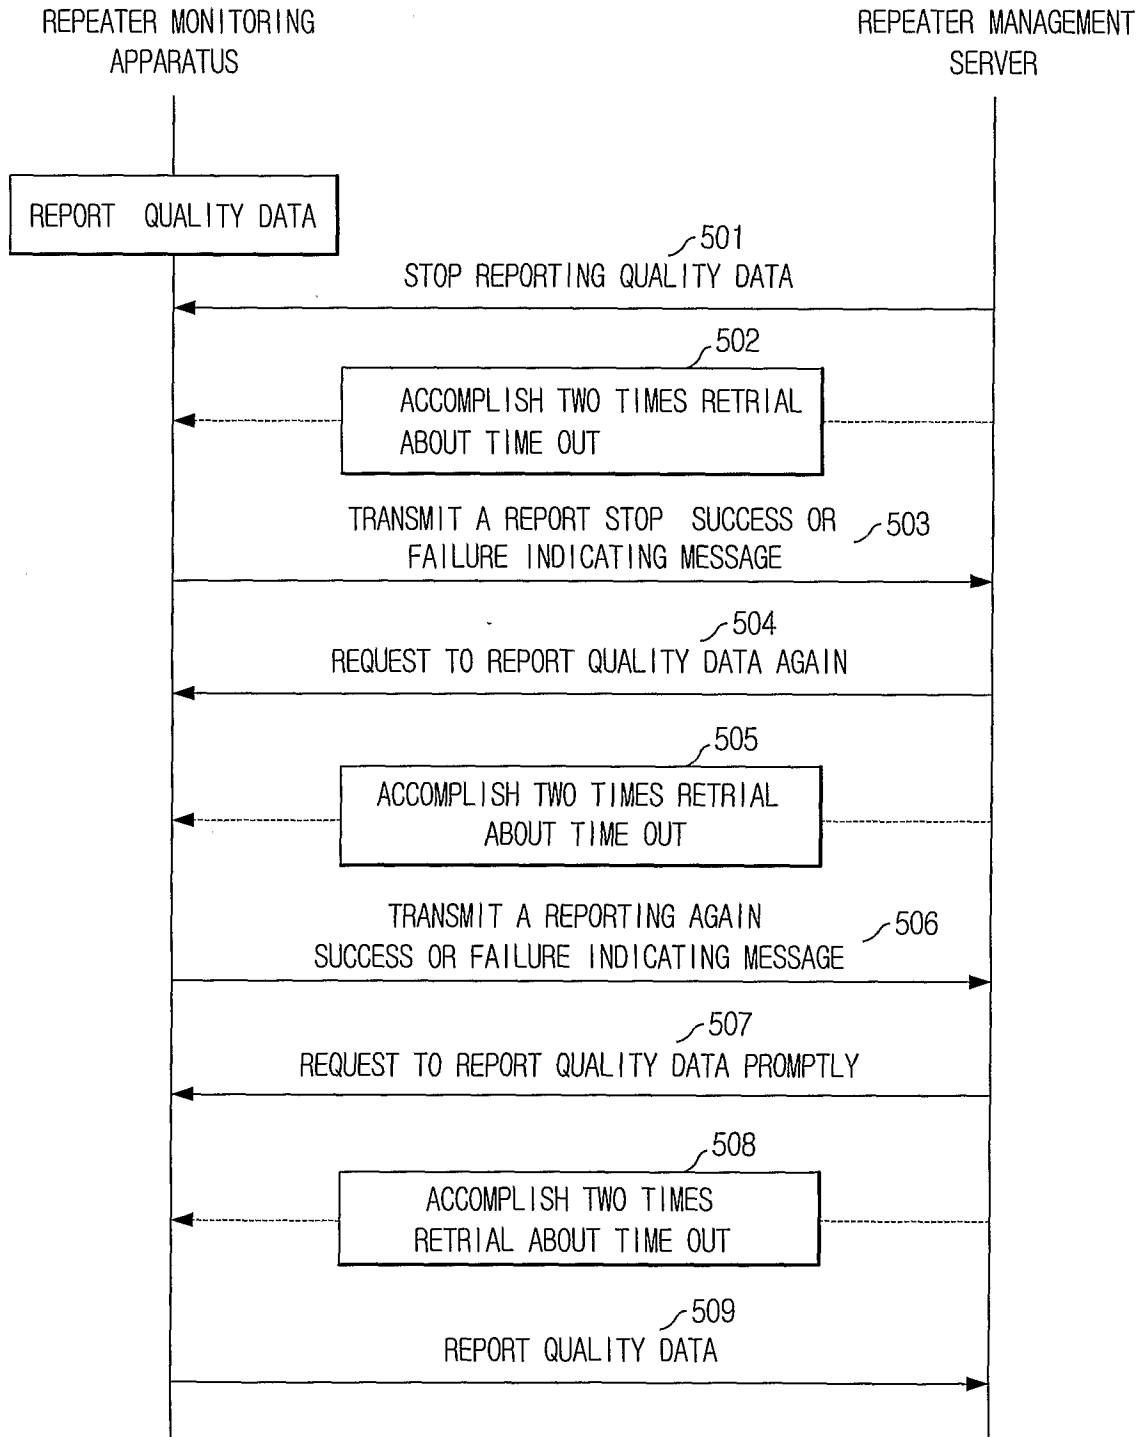 REPEATER MONITORING
APPARATUS
REPEATER MANAGEMENT
SERVER
REPORT QUALITY DATA
501
STOP REPORTING QUALITY DATA
502
ACCOMPLISH TWO TIMES RETRIAL
ABOUT TIME OUT
TRANSMIT A REPORT STOP SUCCESS OR
FAILURE INDICATING MESSAGE
503
504
REQUEST TO REPORT QUALITY DATA AGAIN
505
ACCOMPLISH TWO TIMES RETRIAL
ABOUT TIME OUT
TRANSMIT A REPORTING AGAIN
SUCCESS OR FAILURE INDICATING MESSAGE
506
507
REQUEST TO REPORT QUALITY DATA PROMPTLY
508
ACCOMPLISH TWO TIMES
RETRIAL ABOUT TIME OUT
509
REPORT QUALITY DATA